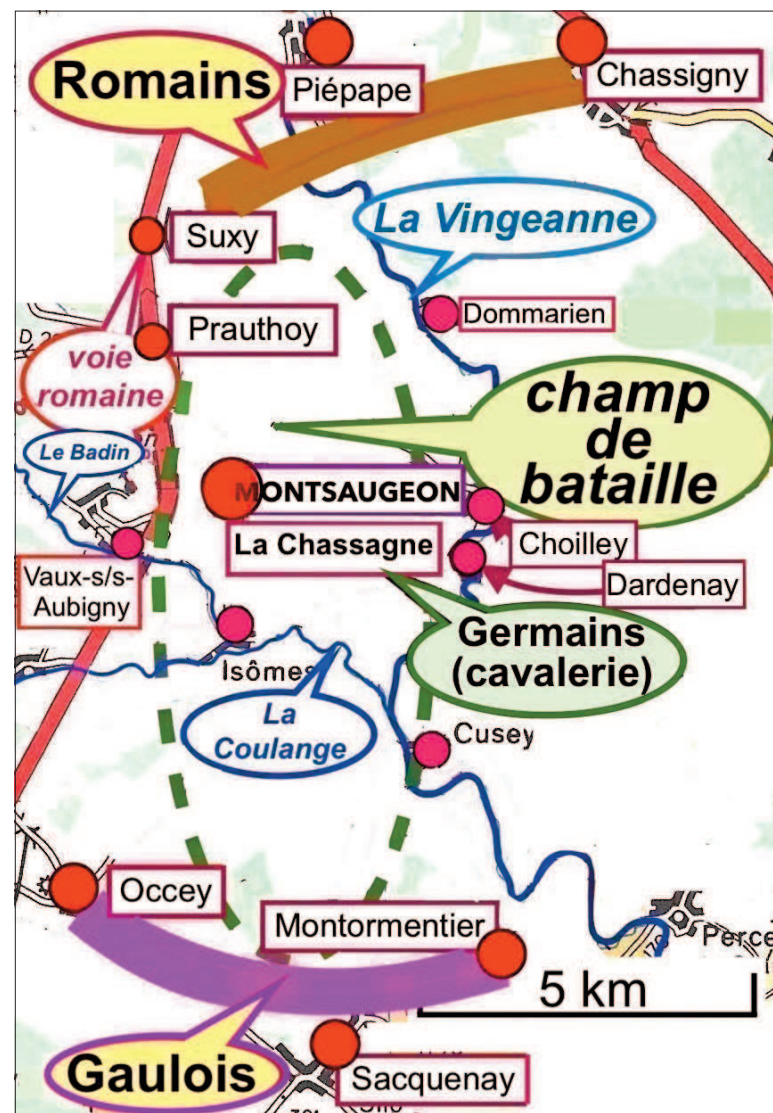 Romains
Piépape
Chassigny
La Vingeanne
Suxy
Dommarien
Prauthoy
voie
romaine
champ
de
bataille
Le Badin
MONTSAUGEON
La Chassagne
Choilley
Dardenay
Vaux-s/s-
Aubigny
Germains
(cavalerie)
Isômes
La
Coulange
Cusey
Occey
Montormentier
Perce
5 km
Gaulois
Sacquenay